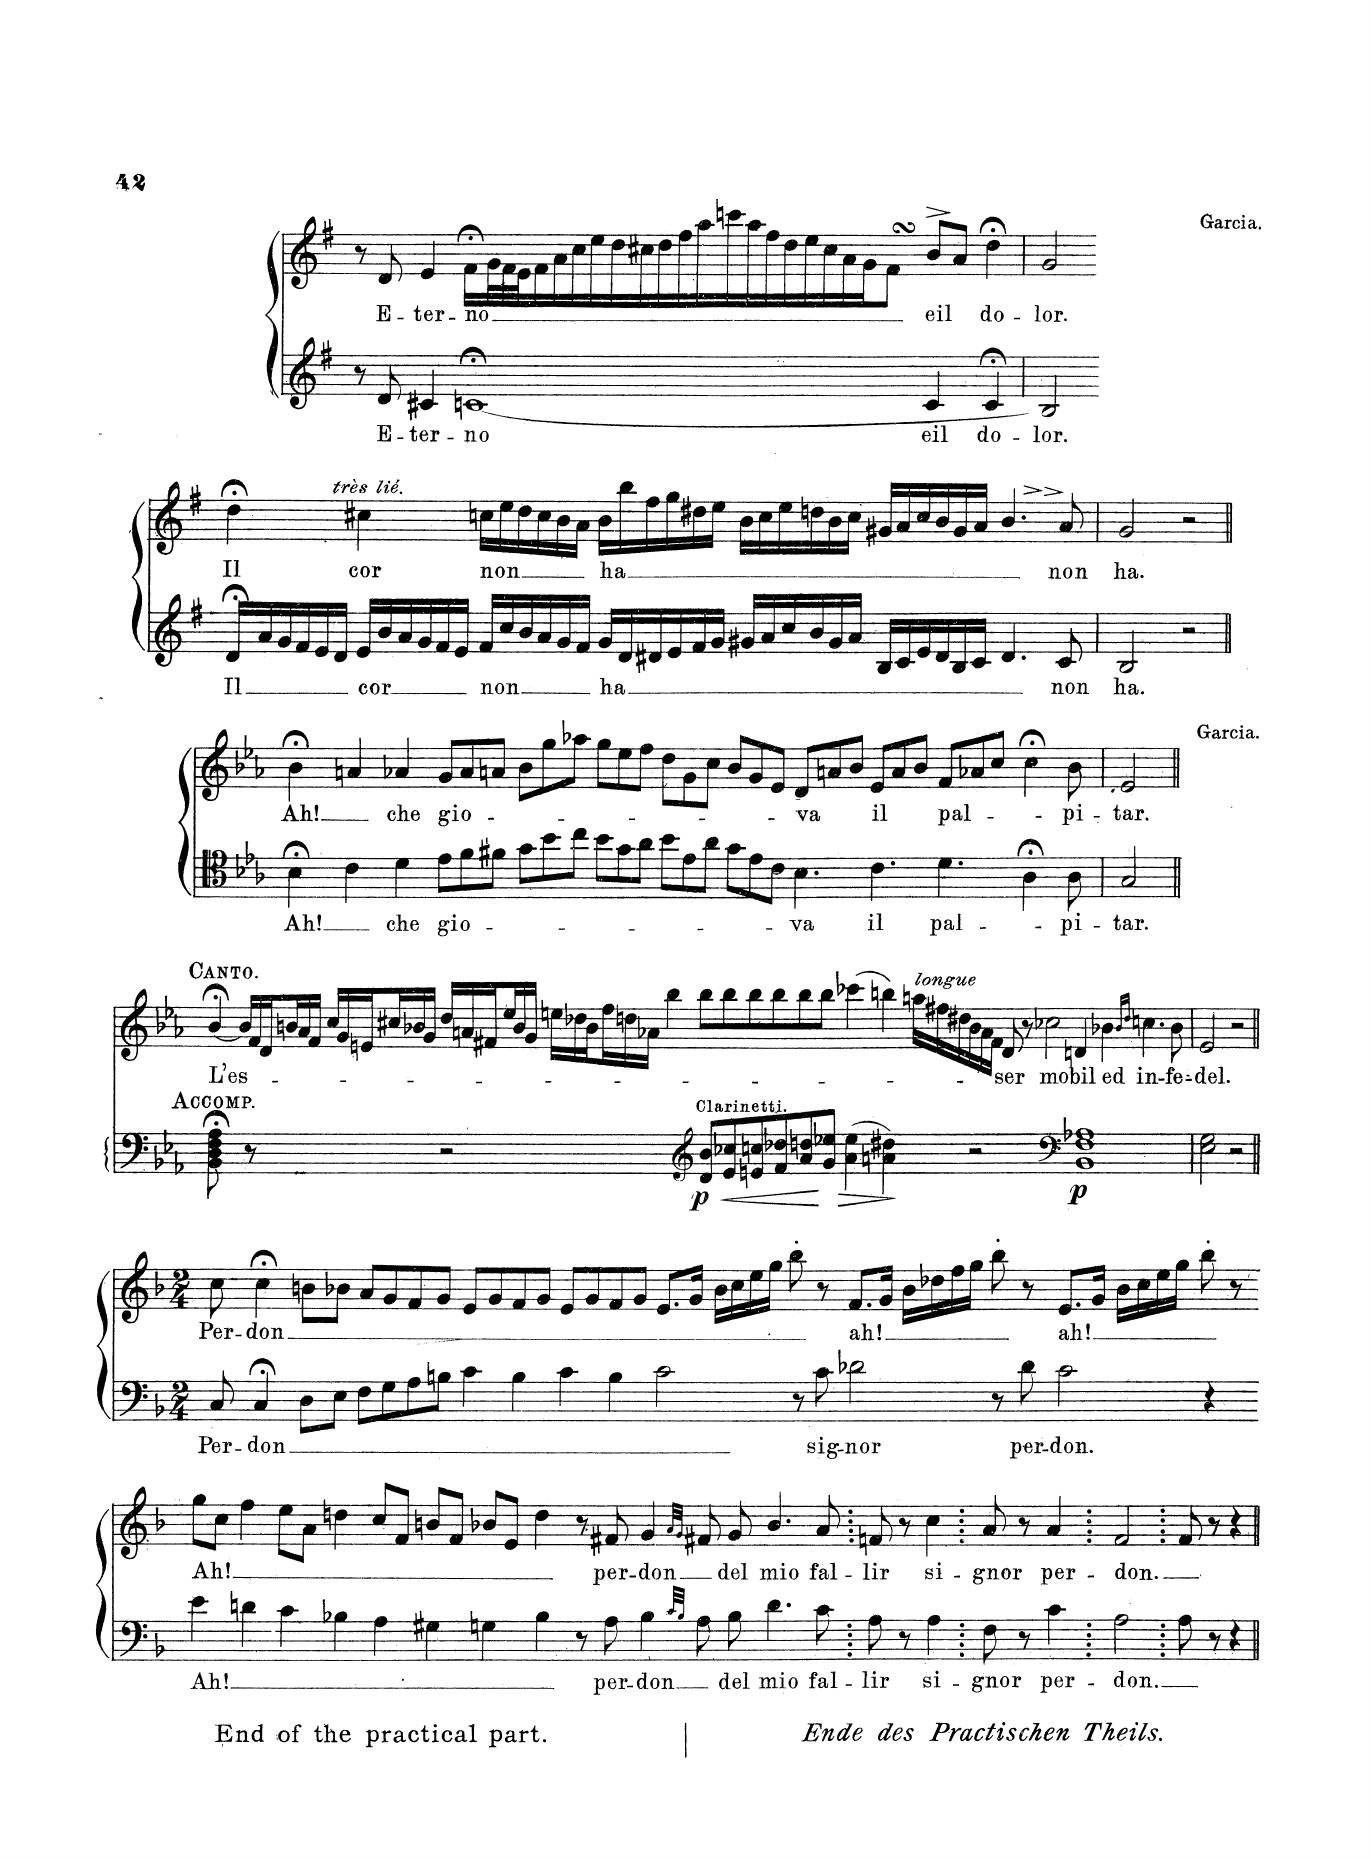 42
Garcia.
E-ter-no eil do-lor.
E-ter-no eil do-lor.
très lié.
Il cor non ha non ha.
Il cor non ha non ha.
Garcia.
Ah! che gio-va il pal-pi-tar.
Ah! che gio-va il pal-pi-tar.
CANTO.
longue
L'es-ser mobil ed in-fe-del.
ACCOMP.
Clarinetti.
p p
Per-don ah! ah!
Per-don sig-nor per-don.
Ah! per-don del mio fal-lir si-gnor per-don.
Ah! per-don del mio fal-lir si-gnor per-don.
End of the practical part.
Ende des Practischen Theils.